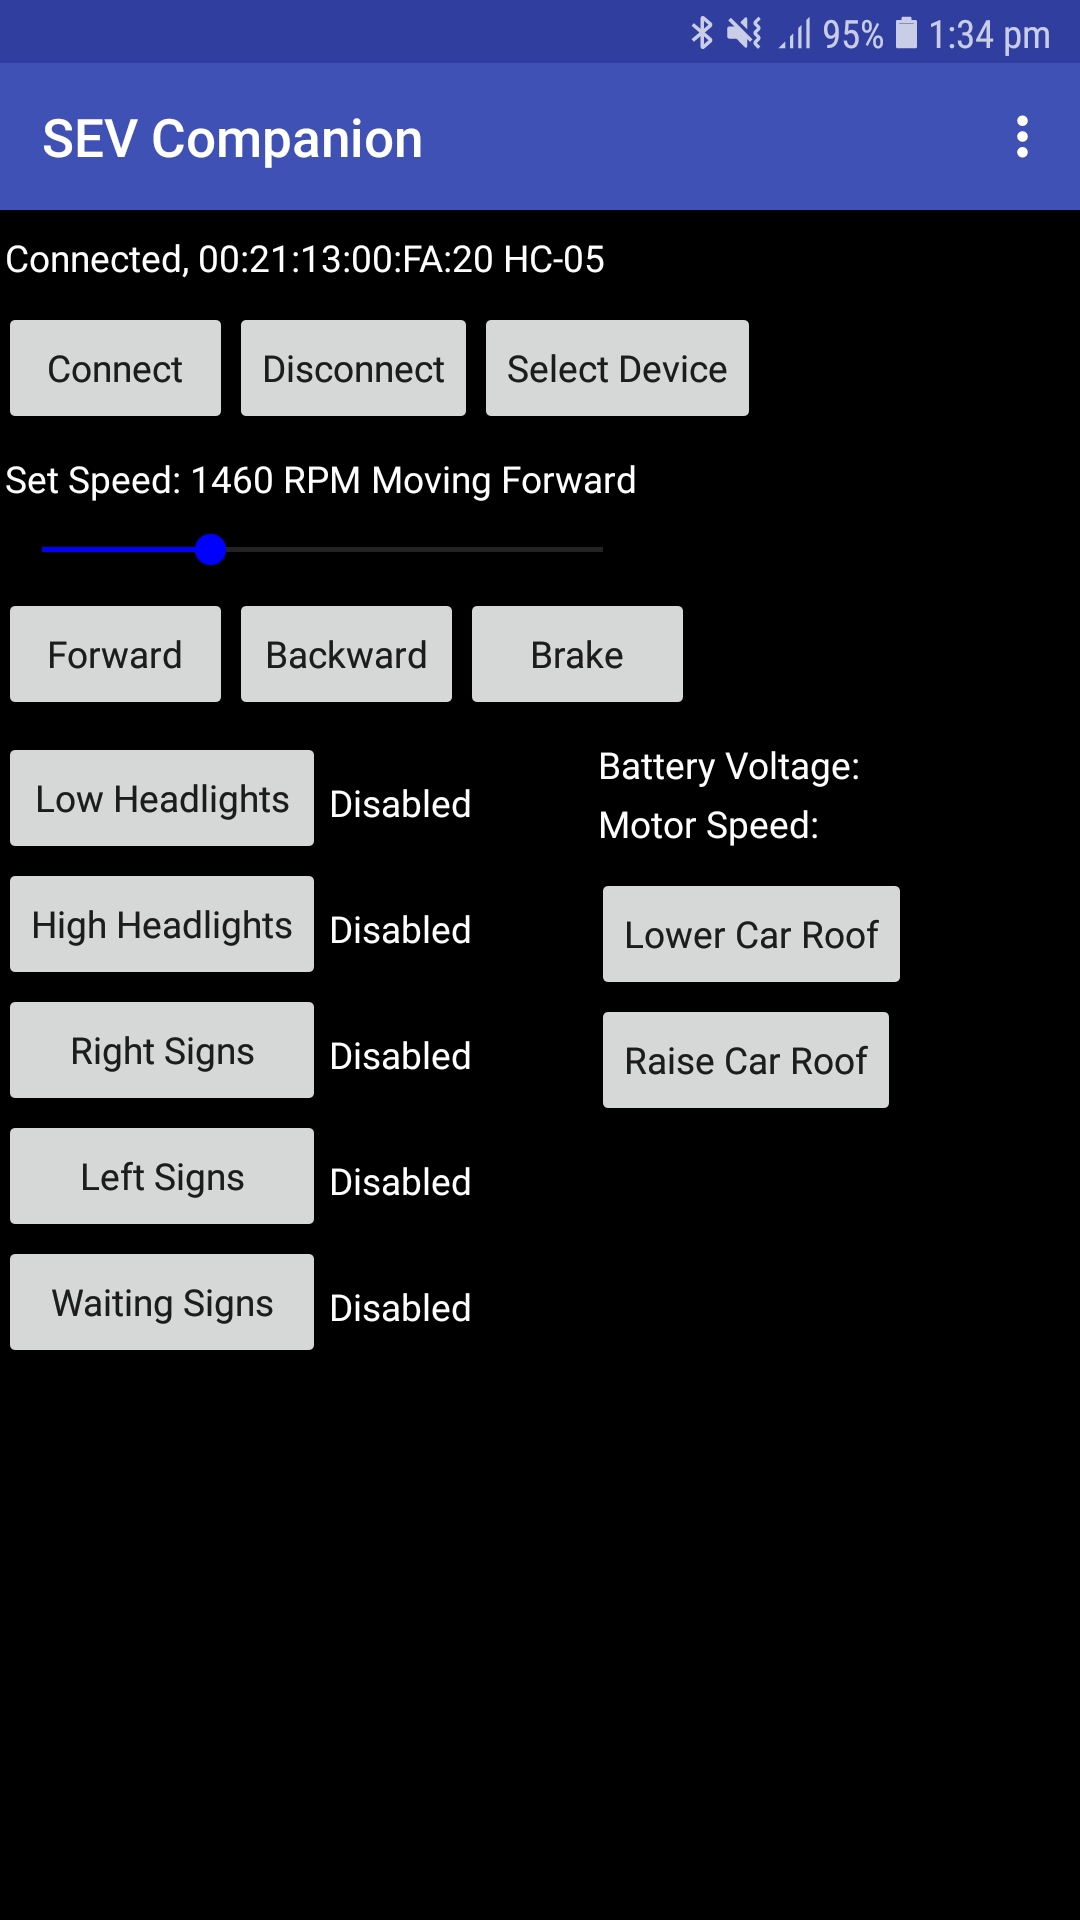 95% 1:34 pm
SEV Companion
Connected, 00:21:13:00:FA:20 HC-05
Connect Disconnect Select Device
Set Speed: 1460 RPM Moving Forward
Forward Backward Brake
Low Headlights Disabled
High Headlights Disabled
Right Signs Disabled
Left Signs Disabled
Waiting Signs Disabled
Battery Voltage:
Motor Speed:
Lower Car Roof
Raise Car Roof